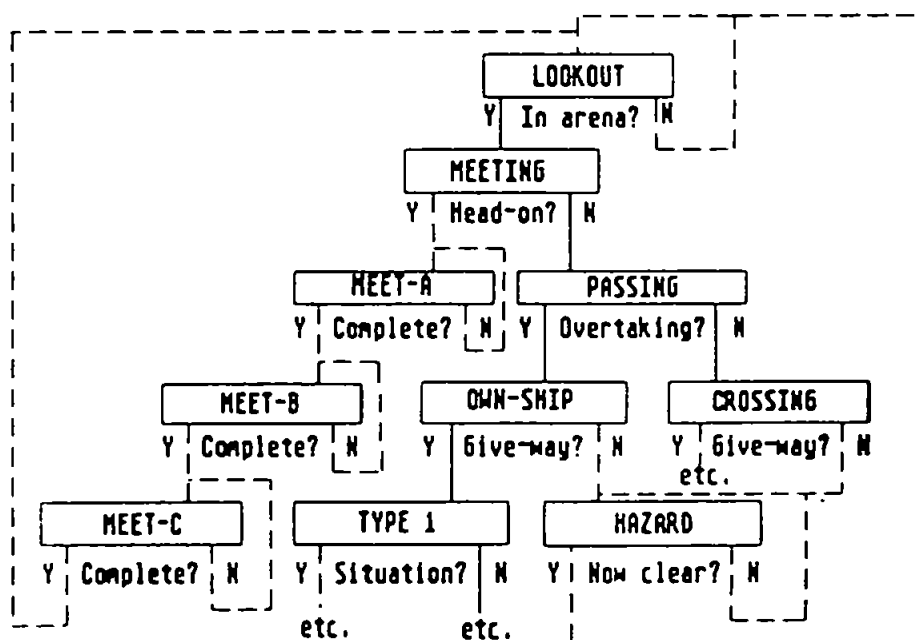 LOOKOUT
Y In arena? N
MEETING
Y Head-on? N
MEET-A PASSING
Y Complete? N Y Overtaking? N
MEET-B OWN-SHIP CROSSING
Y Complete? N Y Give-way? N Y Give-way? N
etc.
MEET-C TYPE 1 HAZARD
Y Complete? N Y Situation? N Y Now clear? N
etc. etc.